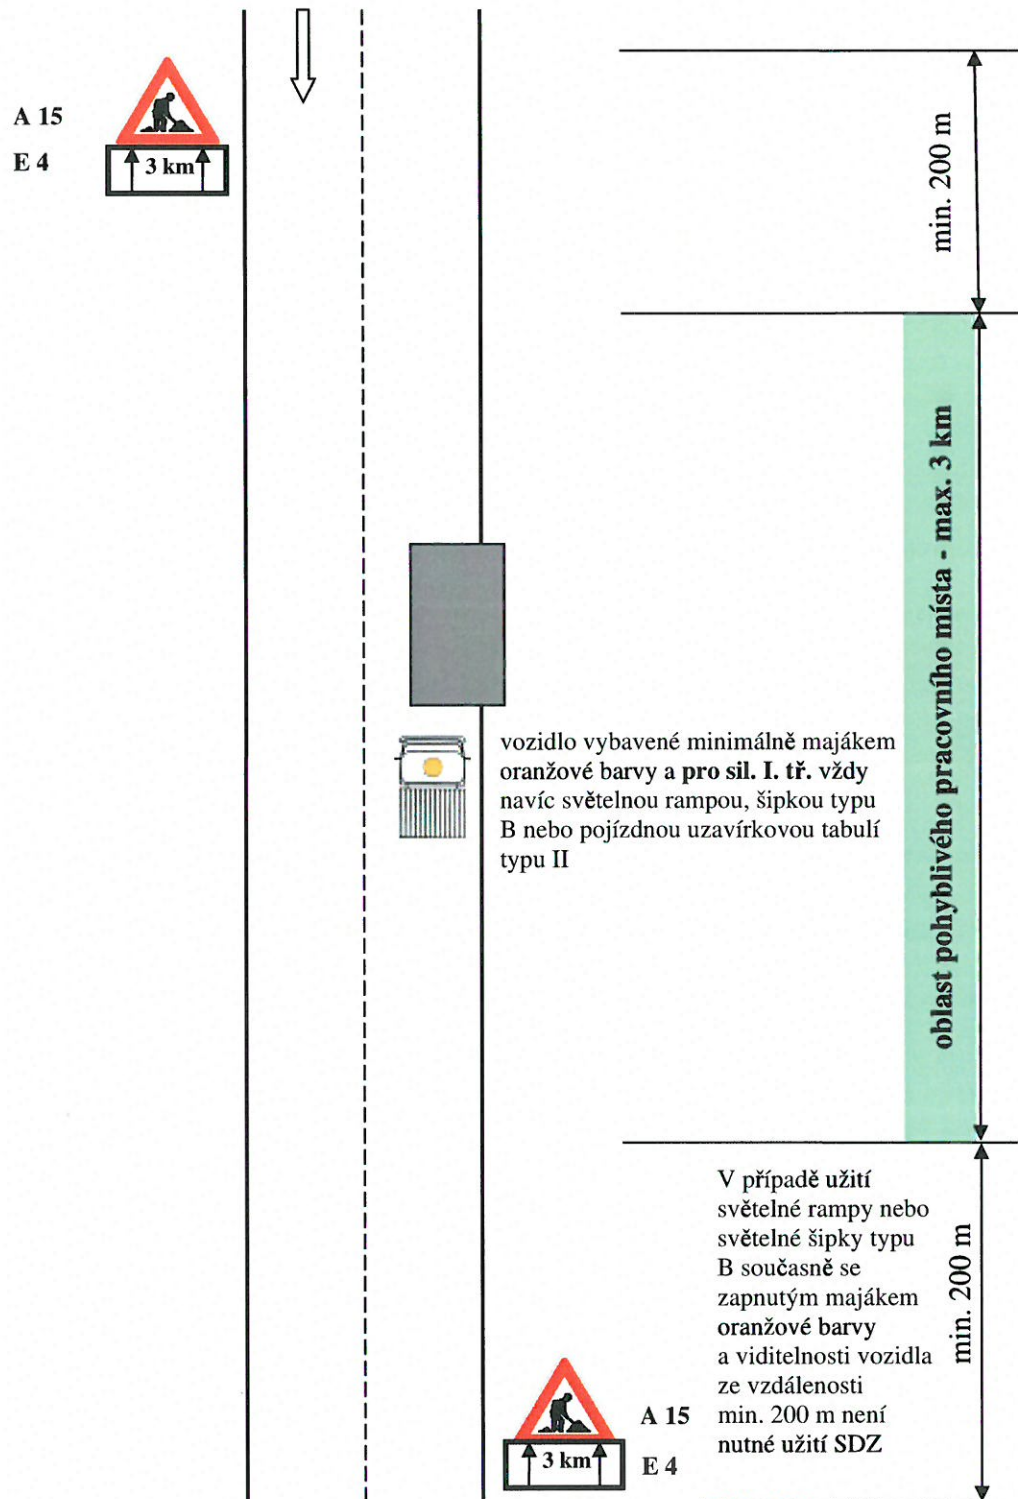 A 15
E 4
3 km
min. 200 m
oblast pohyblivého pracovního místa - max. 3 km
vozidlo vybavené minimálně majákem
oranžové barvy a pro sil. I. tř. vždy
navíc světelnou rampou, šipkou typu
B nebo pojízdnou uzavírkovou tabulí
typu II
V případě užití
světelné rampy nebo
světelné šipky typu
B současně se
zapnutým majákem
oranžové barvy
a viditelnosti vozidla
ze vzdálenosti
min. 200 m není
nutné užití SDZ
min. 200 m
A 15
E 4
3 km